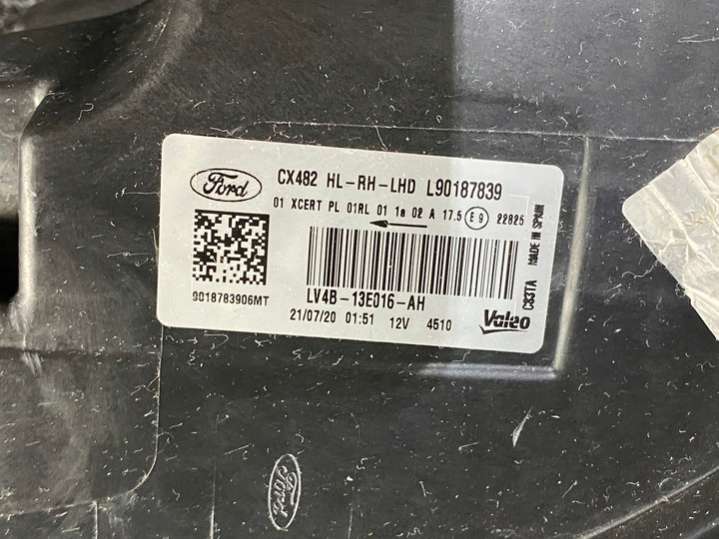 Ford
CX482 HL-RH-LHD L90187839
01 XCERT PL 01RL 01 1a 02 A 17.5 E9 22825
MADE IN SPAIN
C83TA
9018783906MT
LV4B-13E016-AH
21/07/20 01:51 12V 4510
Valeo
Ford